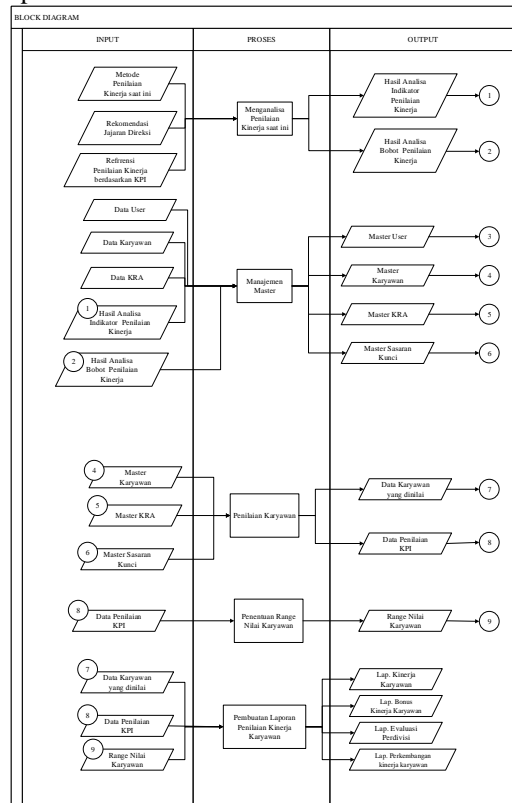 BLOCK DIAGRAM
INPUT
PROSES
OUTPUT
Metode
Penilaian
Kinerja saat ini
Rekomendasi
Jajaran Direksi
Refrensi
Penilaian Kinerja
berdasarkan KPI
Menganalisa
Penilaian
Kinerja saat ini
Hasil Analisa
Indikator
Penilaian
Kinerja
1
Hasil Analisa
Bobot Penilaian
Kinerja
2
Data User
Data Karyawan
Data KRA
1
Hasil Analisa
Indikator Penilaian
Kinerja
2
Hasil Analisa
Bobot Penilaian
Kinerja
Manajemen
Master
Master User
3
Master
Karyawan
4
Master KRA
5
Master Sasaran
Kunci
6
4
Master
Karyawan
5
Master KRA
6
Master Sasaran
Kunci
Penilaian Karyawan
Data Karyawan
yang dinilai
7
Data Penilaian
KPI
8
8
Data Penilaian
KPI
Penentuan Range
Nilai Karyawan
Range Nilai
Karyawan
9
7
Data Karyawan
yang dinilai
8
Data Penilaian
KPI
9
Range Nilai
Karyawan
Pembuatan Laporan
Penilaian Kinerja
Karyawan
Lap. Kinerja
Karyawan
Lap. Bonus
Kinerja Karyawan
Lap. Evaluasi
Perdivisi
Lap. Perkembangan
kinerja karyawan